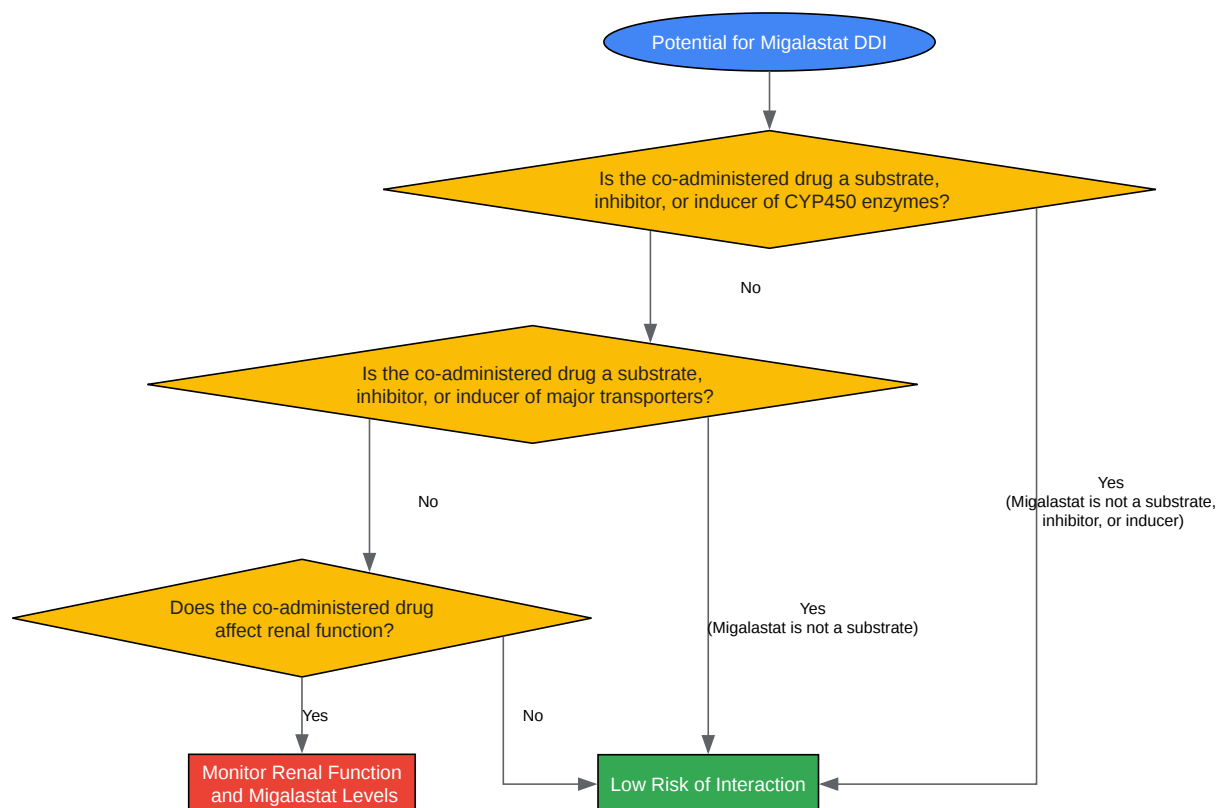 Potential for Migalastat DDI
Is the co-administered drug a substrate,
inhibitor, or inducer of CYP450 enzymes?
No
Is the co-administered drug a substrate,
inhibitor, or inducer of major transporters?
Yes
(Migalastat is not a substrate,
inhibitor, or inducer)
No
Does the co-administered drug
affect renal function?
Yes
(Migalastat is not a substrate)
Yes
No
Monitor Renal Function
and Migalastat Levels
Low Risk of Interaction